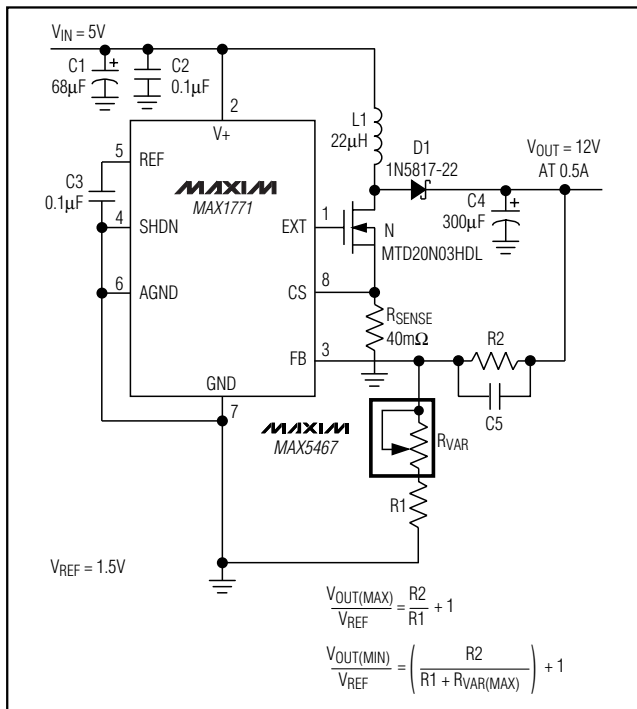 V_IN = 5V
C1
68μF
+
C2
0.1μF
2
V+
L1
22μH
D1
1N5817-22
V_OUT = 12V
AT 0.5A
5
REF
C3
0.1μF
MAXIM
MAX1771
4
SHDN
EXT
1
N
MTD20N03HDL
C4
300μF
+
6
AGND
CS
8
R_SENSE
40mΩ
FB
3
R2
C5
GND
7
MAXIM
MAX5467
R_VAR
R1
V_REF = 1.5V
V_OUT(MAX)/V_REF = R2/R1 + 1
V_OUT(MIN)/V_REF = (R2/(R1 + R_VAR(MAX))) + 1